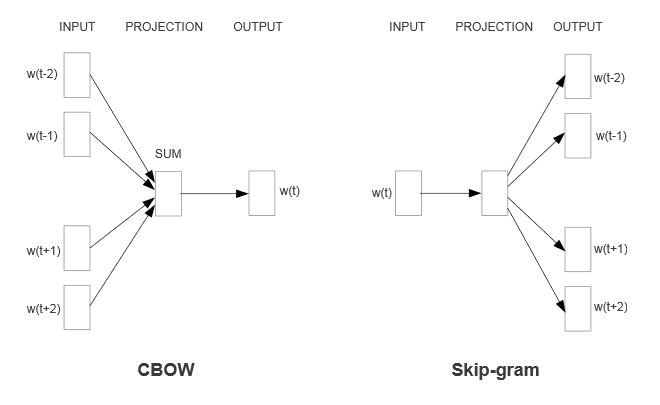 INPUT PROJECTION OUTPUT
w(t-2)
w(t-1)
SUM
w(t)
w(t+1)
w(t+2)
CBOW
INPUT PROJECTION OUTPUT
w(t-2)
w(t-1)
w(t)
w(t+1)
w(t+2)
Skip-gram